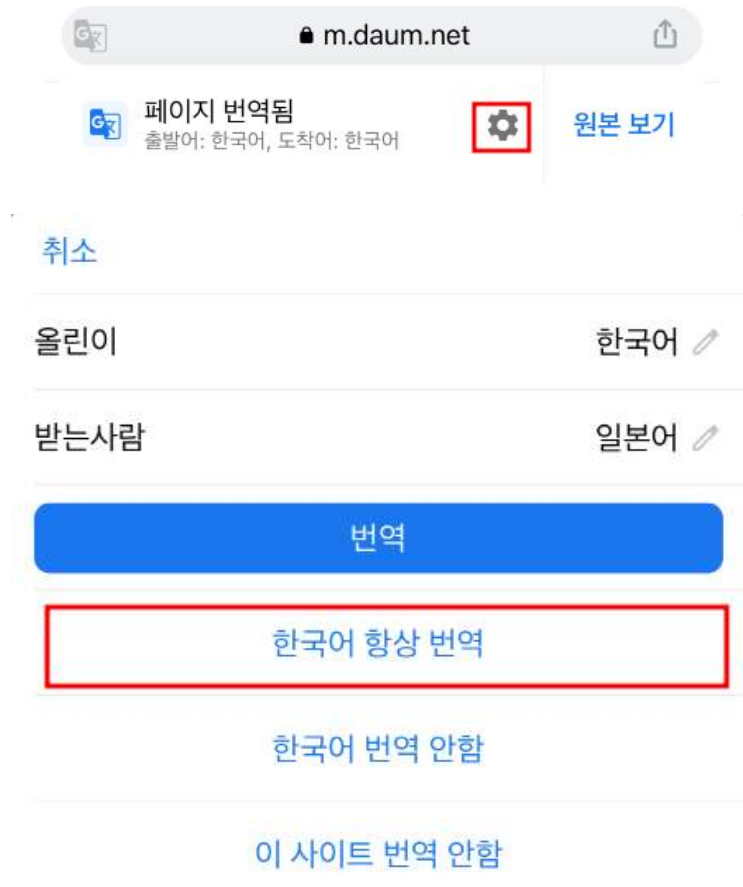 m.daum.net
페이지 번역됨
출발어: 한국어, 도착어: 한국어
원본 보기
취소
올린이 한국어
받는사람 일본어
번역
한국어 항상 번역
한국어 번역 안함
이 사이트 번역 안함